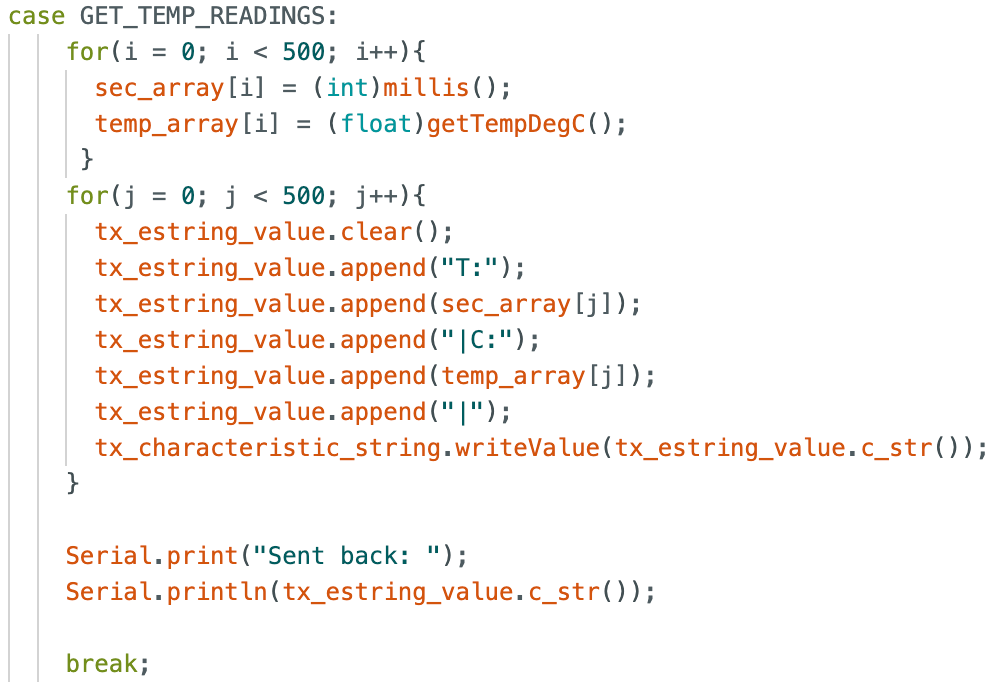 case GET_TEMP_READINGS:
for(i = 0; i < 500; i++){
sec_array[i] = (int)millis();
temp_array[i] = (float)getTempDegC();
}
for(j = 0; j < 500; j++){
tx_estring_value.clear();
tx_estring_value.append("T:");
tx_estring_value.append(sec_array[j]);
tx_estring_value.append("|C:");
tx_estring_value.append(temp_array[j]);
tx_estring_value.append("|");
tx_characteristic_string.writeValue(tx_estring_value.c_str());
}
Serial.print("Sent back: ");
Serial.println(tx_estring_value.c_str());
break;